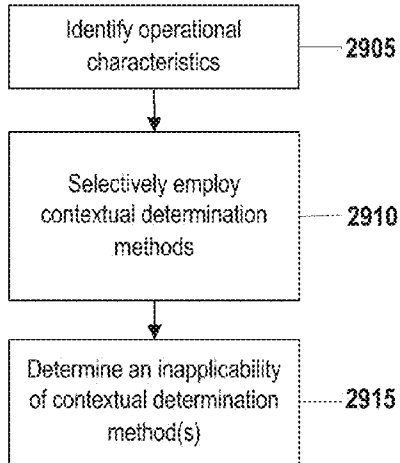 Identify operational
characteristics
2905
Selectively employ
contextual determination
methods
2910
Determine an inapplicability
of contextual determination
method(s)
2915